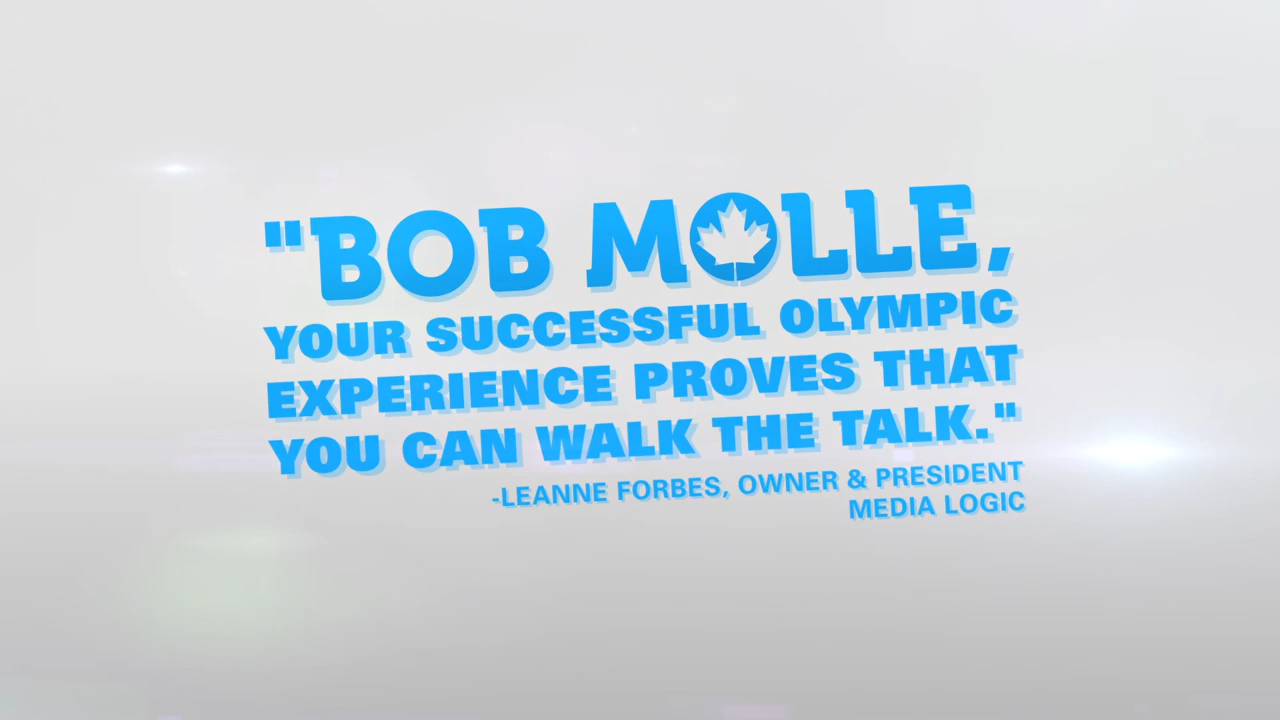 "BOB MOLLE,
YOUR SUCCESSFUL OLYMPIC
EXPERIENCE PROVES THAT
YOU CAN WALK THE TALK."
-LEANNE FORBES, OWNER & PRESIDENT
MEDIA LOGIC